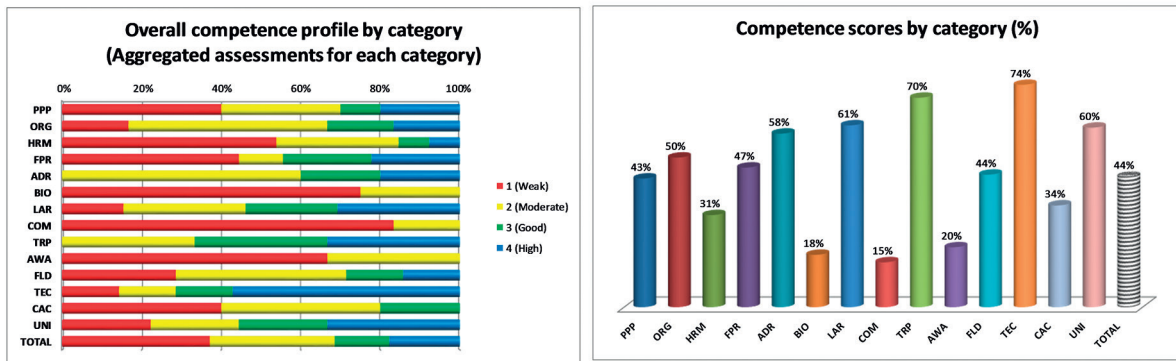 Overall competence profile by category
(Aggregated assessments for each category)
0% 20% 40% 60% 80% 100%
PPP
ORG
HRM
FPR
ADR
BIO
LAR
COM
TRP
AWA
FLD
TEC
CAC
UNI
TOTAL
1 (Weak)
2 (Moderate)
3 (Good)
4 (High)
Competence scores by category (%)
43% 50% 31% 47% 58% 18% 61% 15% 70% 20% 44% 74% 34% 60% 44%
PPP ORG HRM FPR ADR BIO LAR COM TRP AWA FLD TEC CAC UNI TOTAL